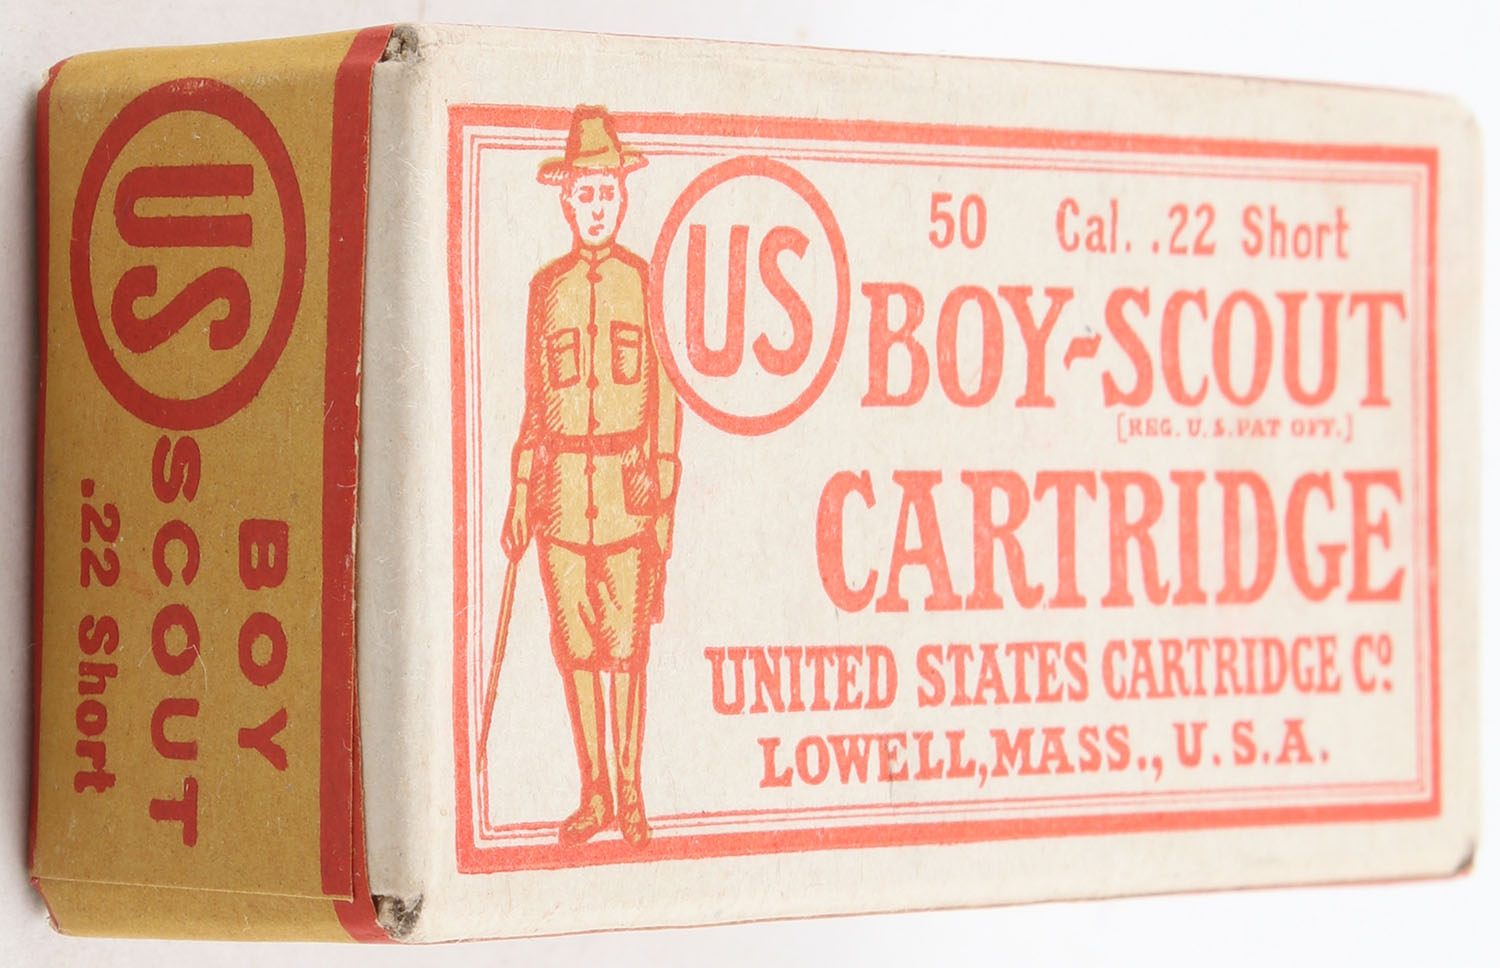 US
BOY
SCOUT
.22 Short
US
50 Cal. .22 Short
BOY-SCOUT
[REG. U. S. PAT OFF.]
CARTRIDGE
UNITED STATES CARTRIDGE Cº.
LOWELL, MASS., U.S.A.